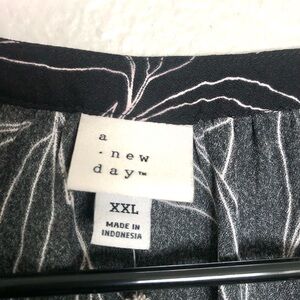 a
· new
day™
XXL
MADE IN
INDONESIA